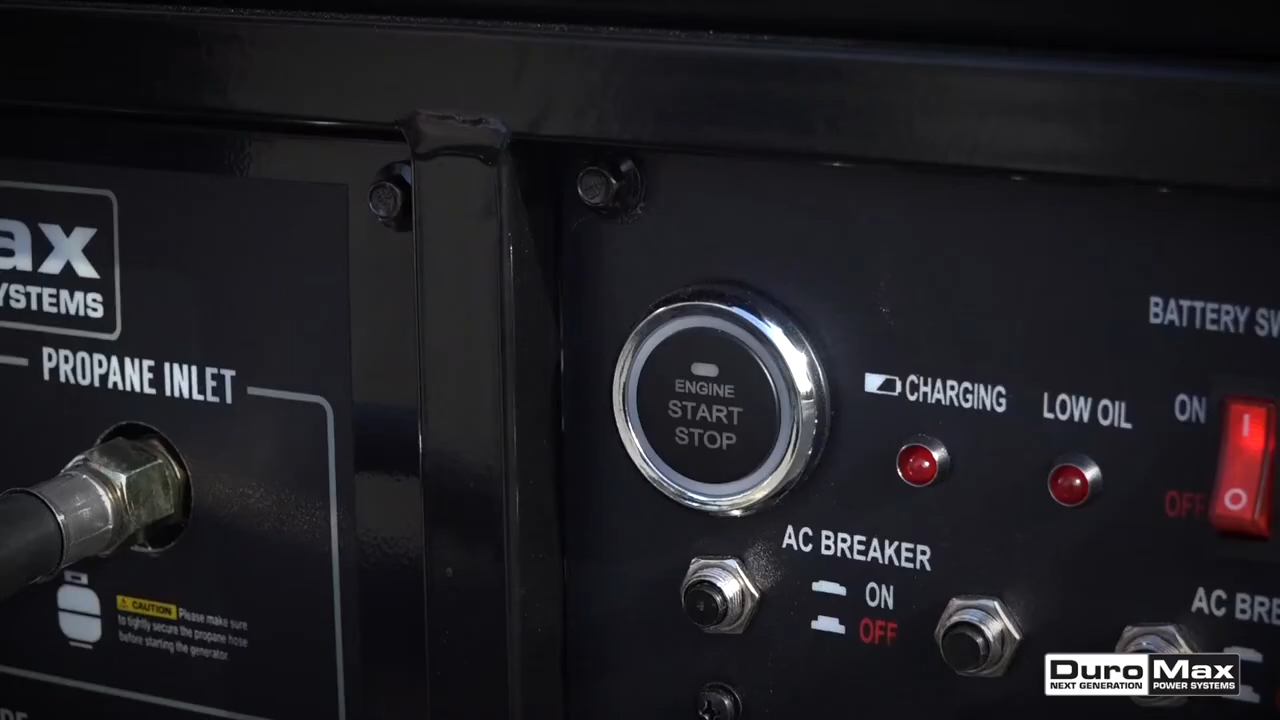 ax
YSTEMS
PROPANE INLET
CAUTION Please make sure
to tightly secure the propane hose
before starting the generator.
ENGINE
START
STOP
CHARGING
LOW OIL
BATTERY SW
ON
OFF
AC BREAKER
ON
OFF
AC BRE
DuroMax
NEXT GENERATION POWER SYSTEMS